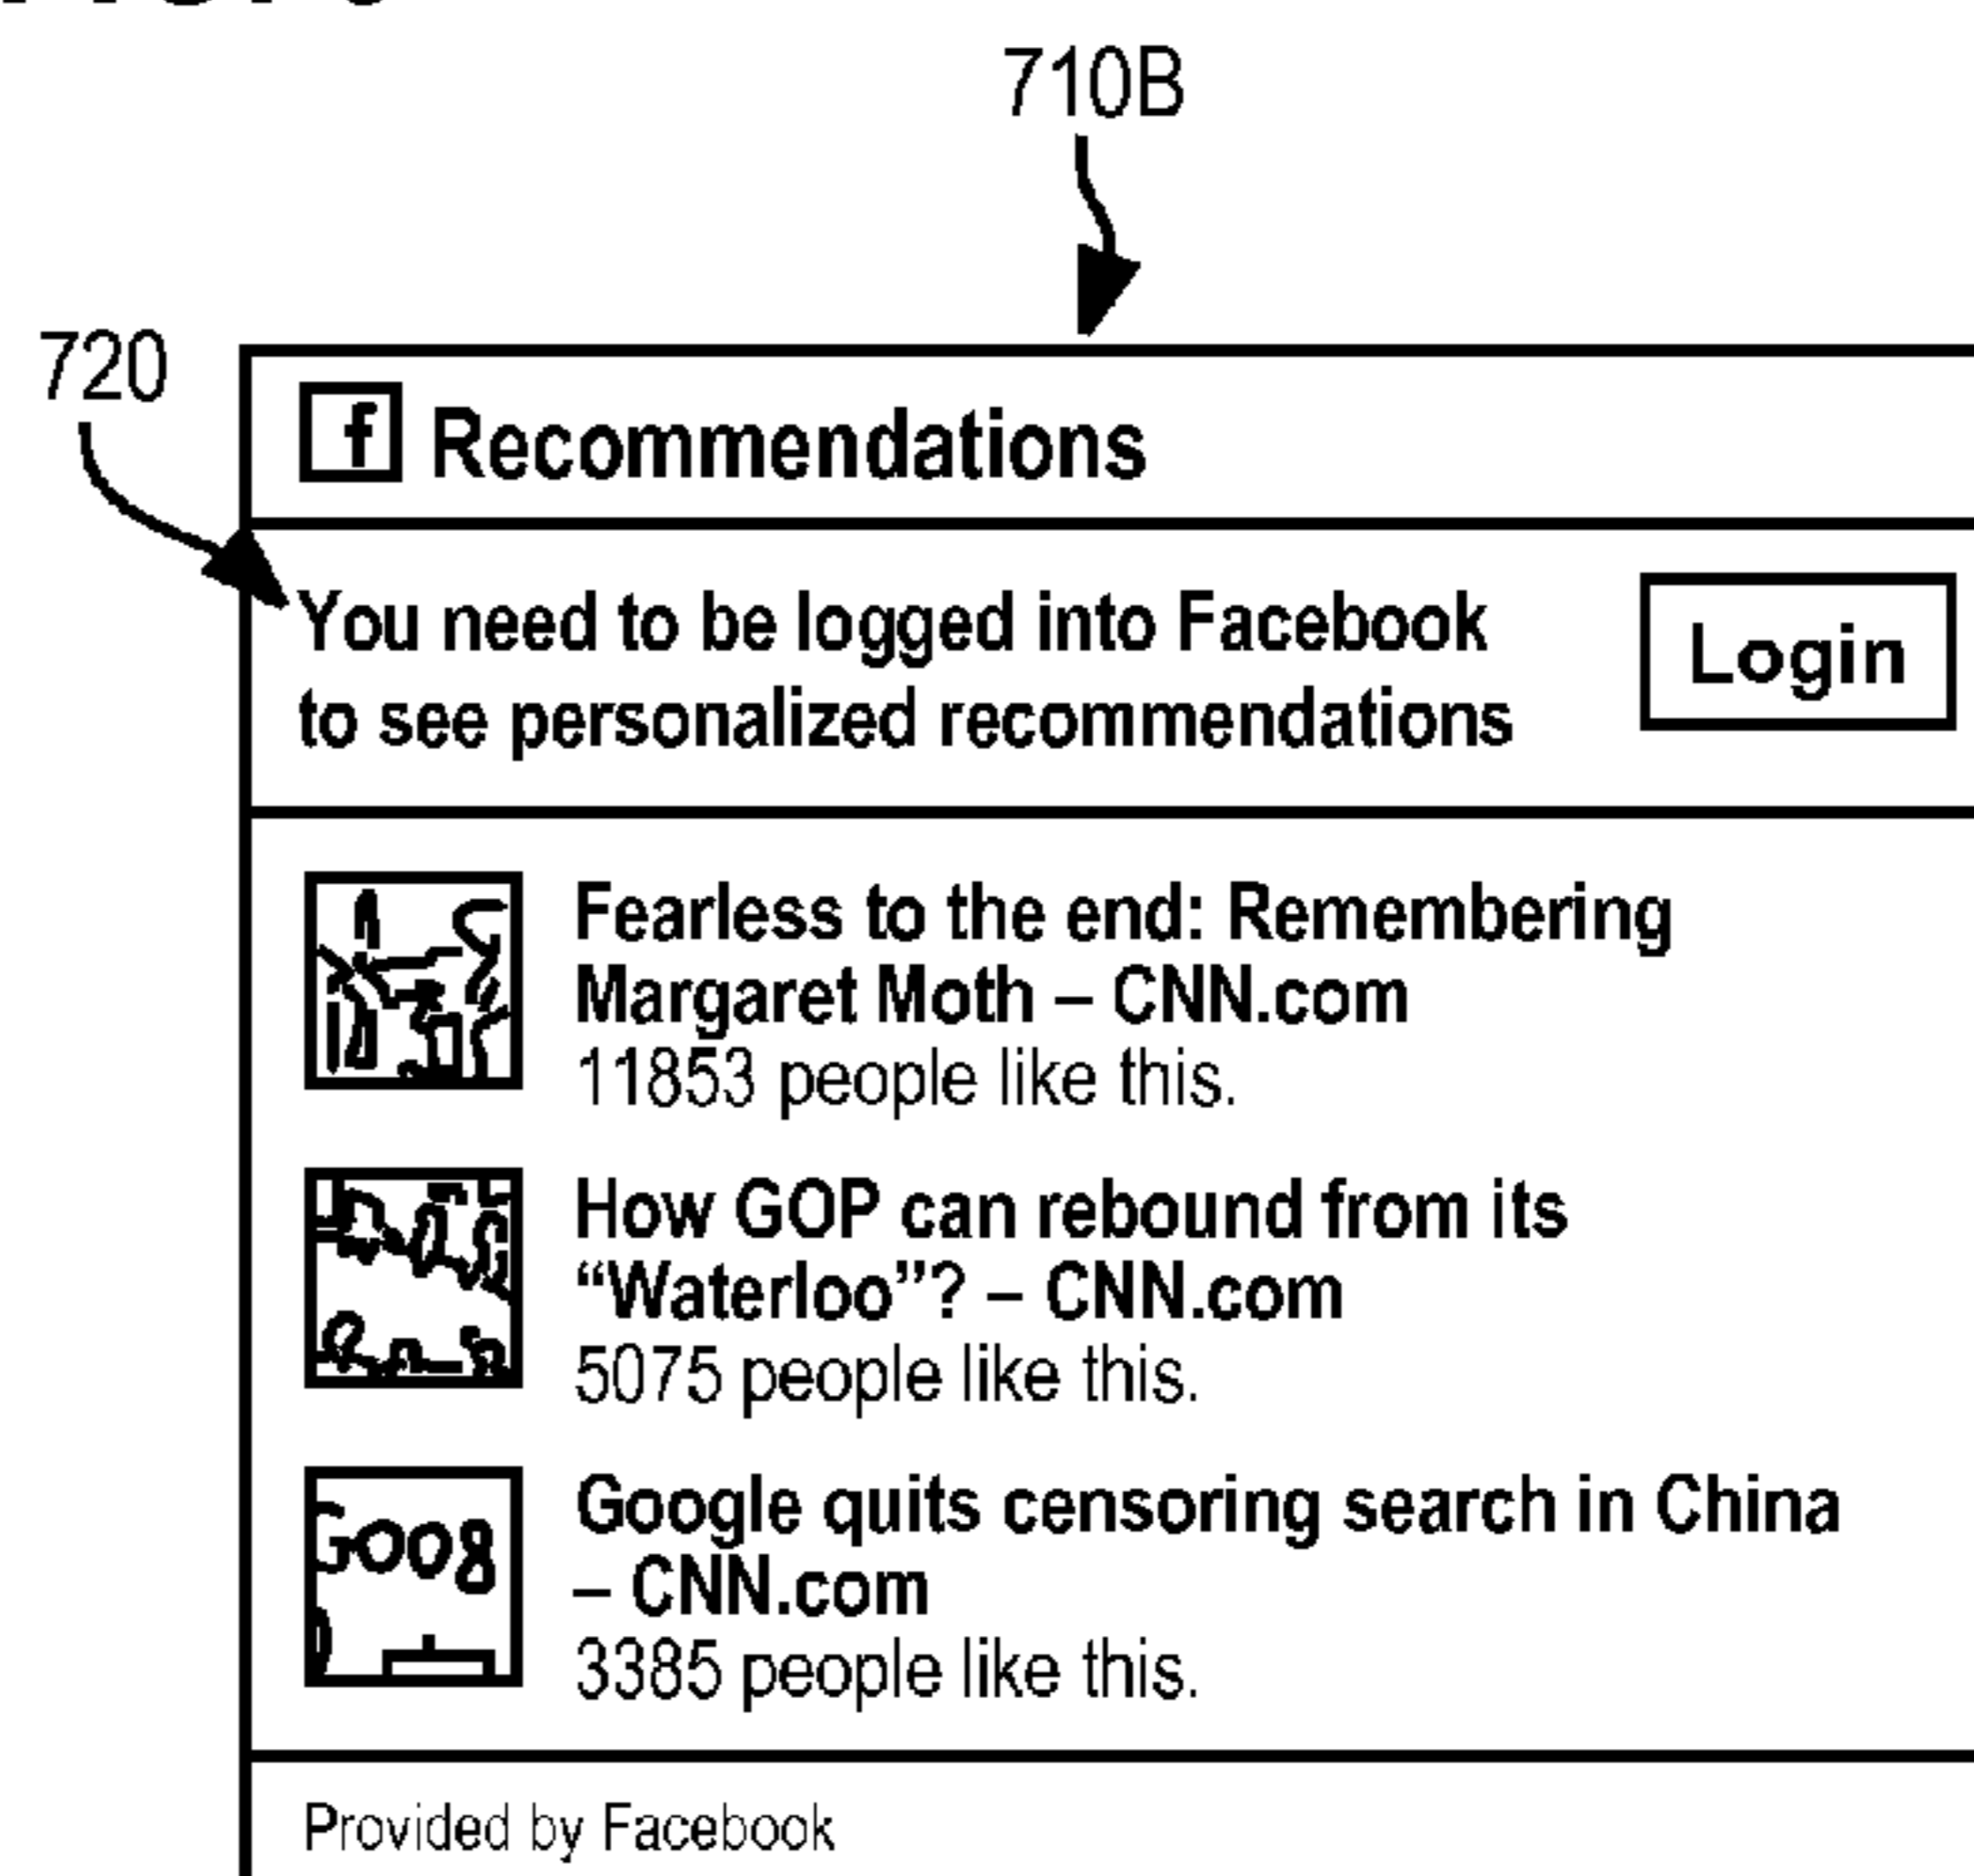 710B
720
f Recommendations
You need to be logged into Facebook
to see personalized recommendations
Login
Fearless to the end: Remembering
Margaret Moth – CNN.com
11853 people like this.
How GOP can rebound from its
“Waterloo”? – CNN.com
5075 people like this.
Goog
Google quits censoring search in China
– CNN.com
3385 people like this.
Provided by Facebook